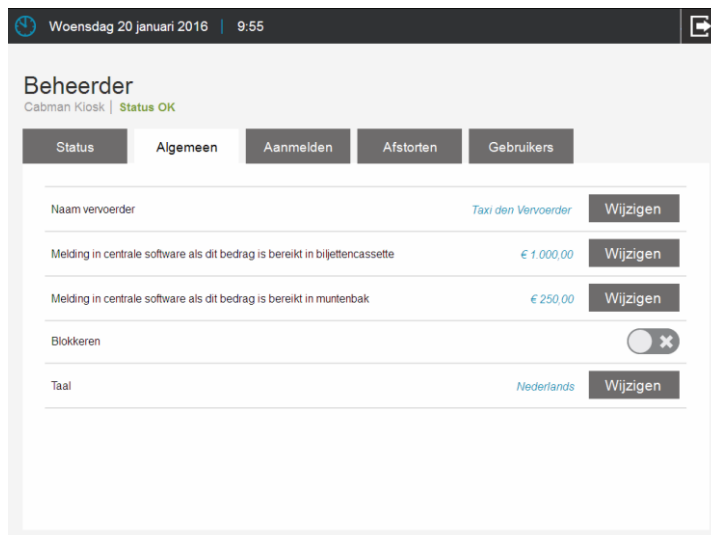 Woensdag 20 januari 2016 | 9:55
Beheerder
Cabman Kiosk | Status OK
Status Algemeen Aanmelden Afstorten Gebruikers
Naam vervoerder Taxi den Vervoerder Wijzigen
Melding in centrale software als dit bedrag is bereikt in biljettencassette € 1.000,00 Wijzigen
Melding in centrale software als dit bedrag is bereikt in muntenbak € 250,00 Wijzigen
Blokkeren
Taal Nederlands Wijzigen